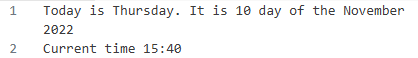 1 Today is Thursday. It is 10 day of the November
2022
2 Current time 15:40